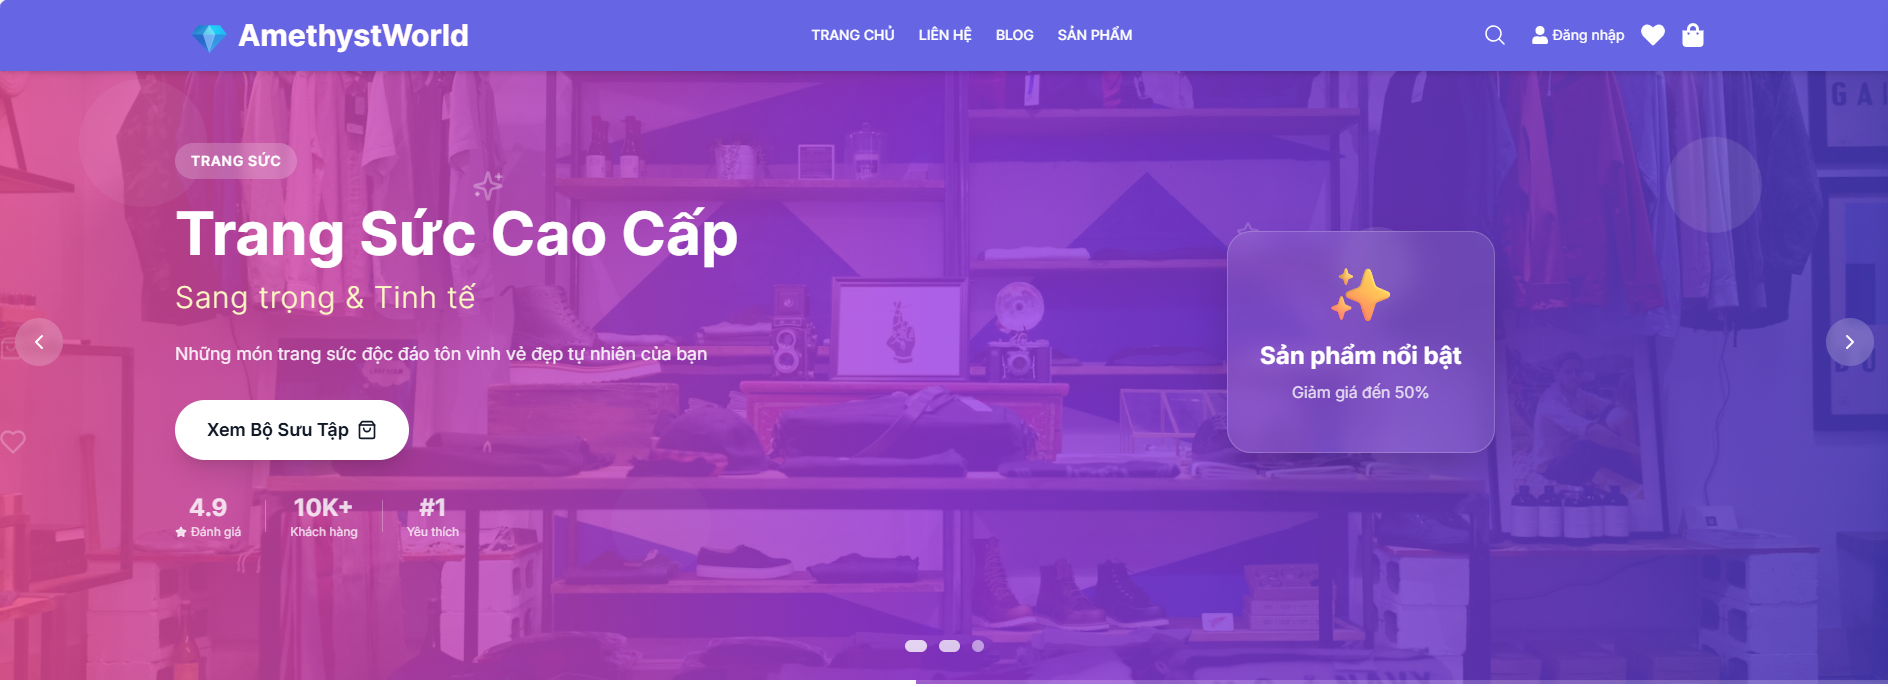 AmethystWorld
TRANG CHỦ
LIÊN HỆ
BLOG
SẢN PHẨM
Đăng nhập
TRANG SỨC
Trang Sức Cao Cấp
Sang trọng & Tinh tế
Những món trang sức độc đáo tôn vinh vẻ đẹp tự nhiên của bạn
Xem Bộ Sưu Tập
4.9
Đánh giá
10K+
Khách hàng
#1
Yêu thích
Sản phẩm nổi bật
Giảm giá đến 50%